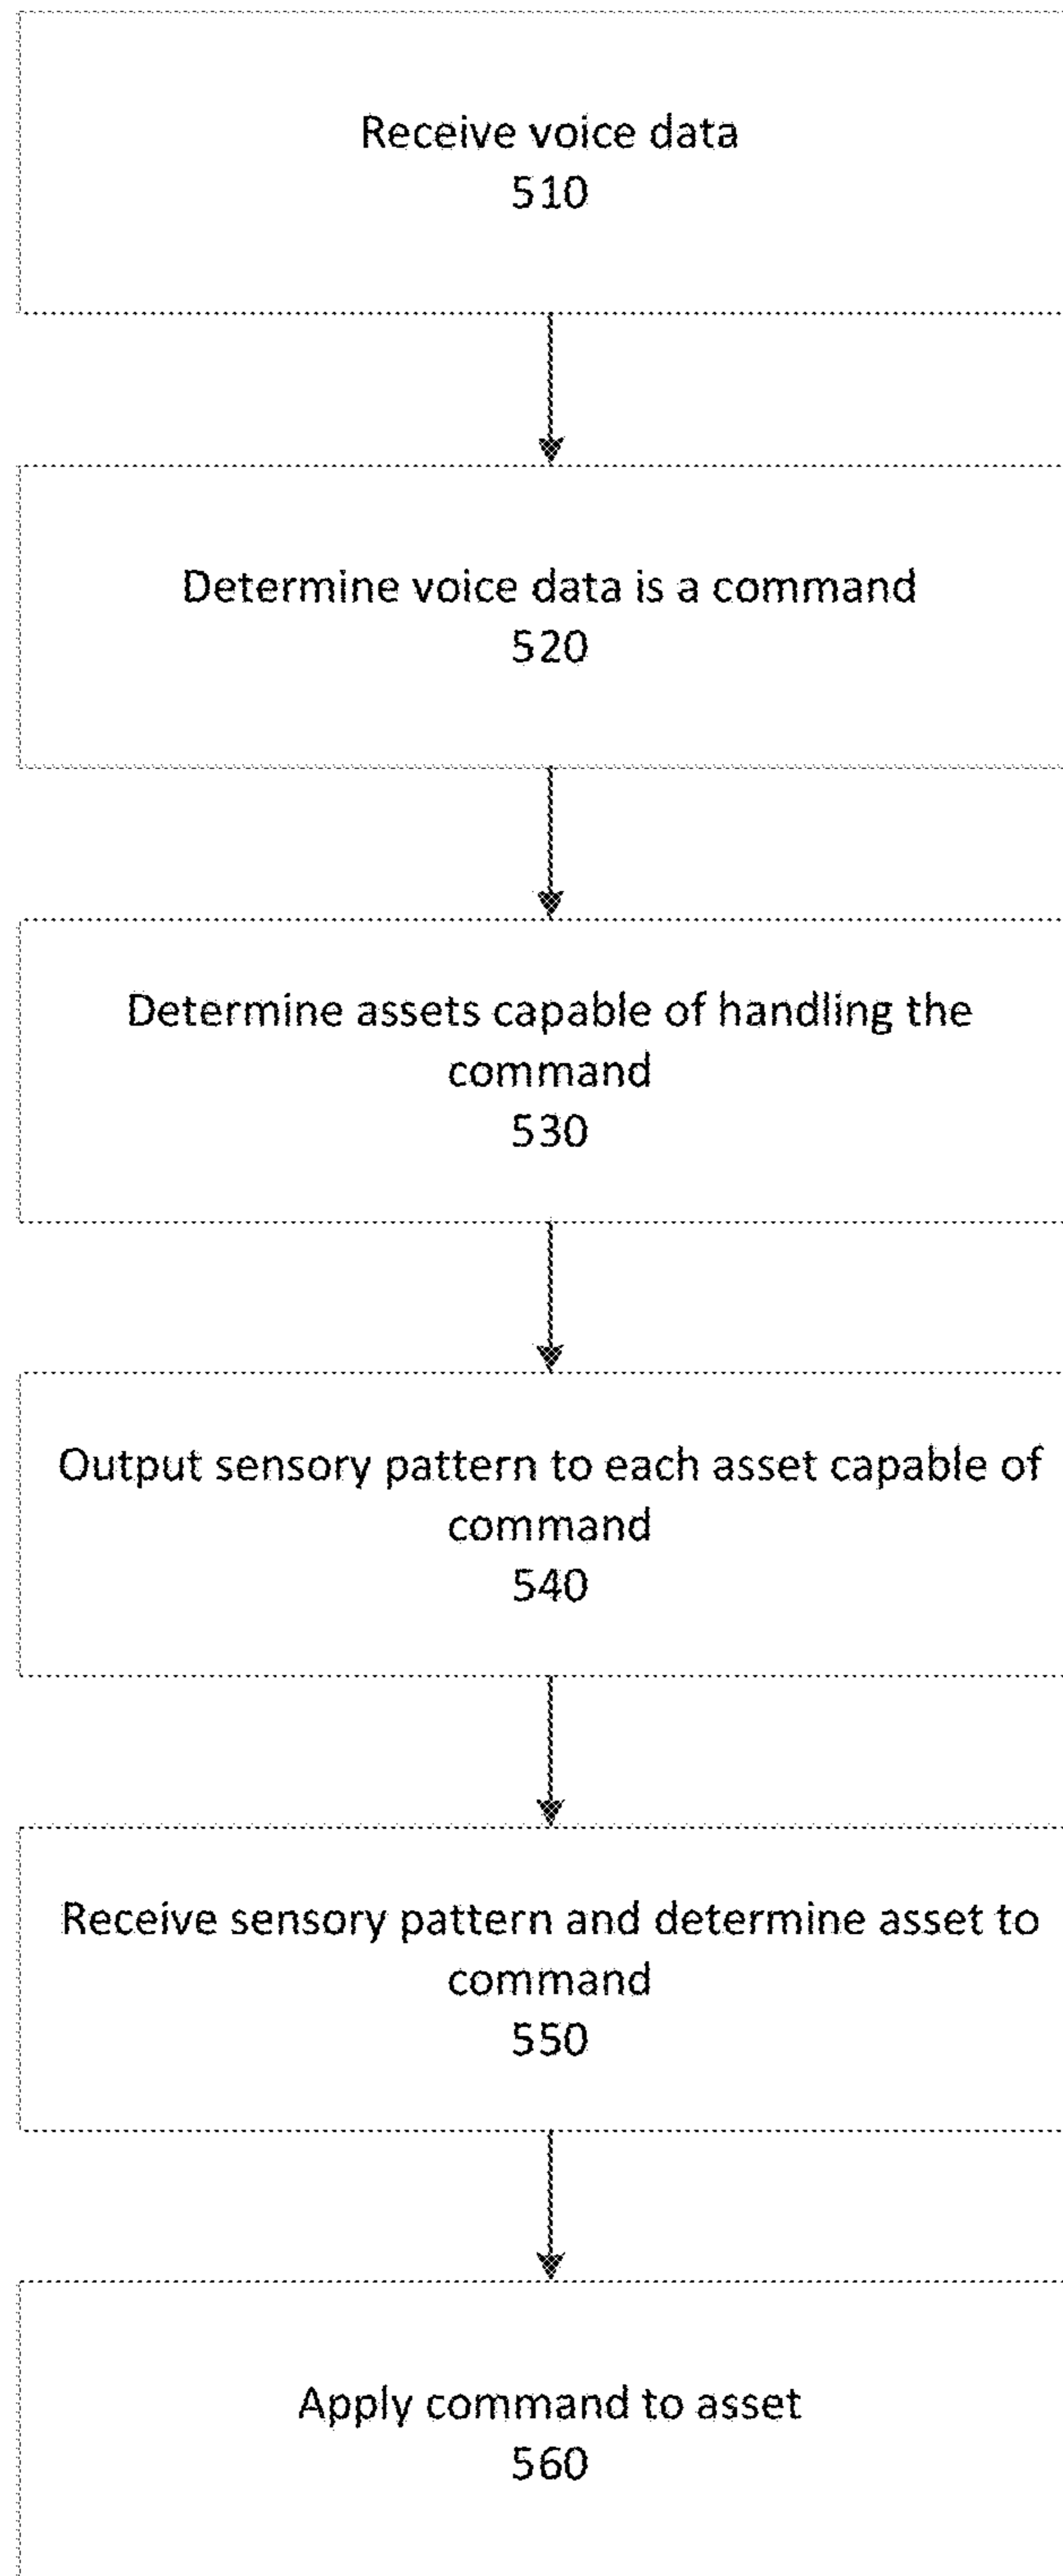 Receive voice data
510
Determine voice data is a command
520
Determine assets capable of handling the
command
530
Output sensory pattern to each asset capable of
command
540
Receive sensory pattern and determine asset to
command
550
Apply command to asset
560